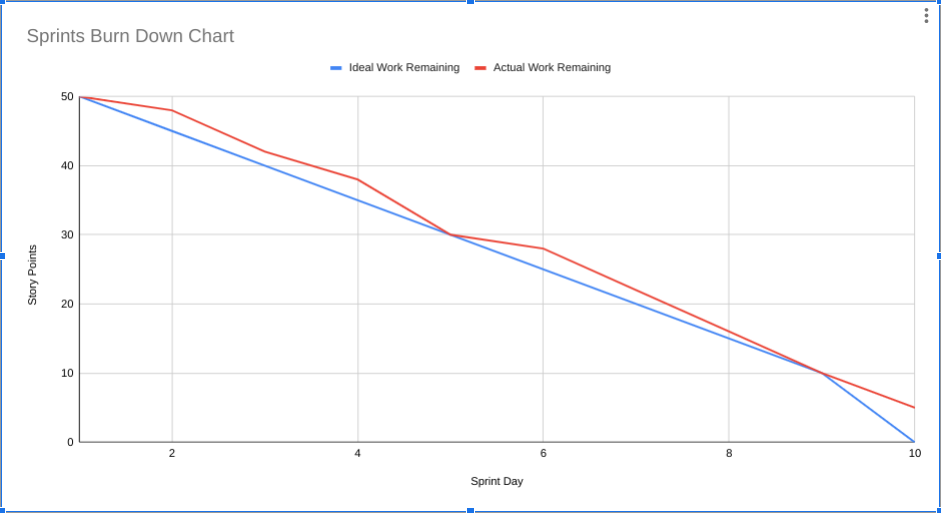 Sprints Burn Down Chart
Ideal Work Remaining Actual Work Remaining
50
40
30
20
10
0
Story Points
2 4 6 8 10
Sprint Day